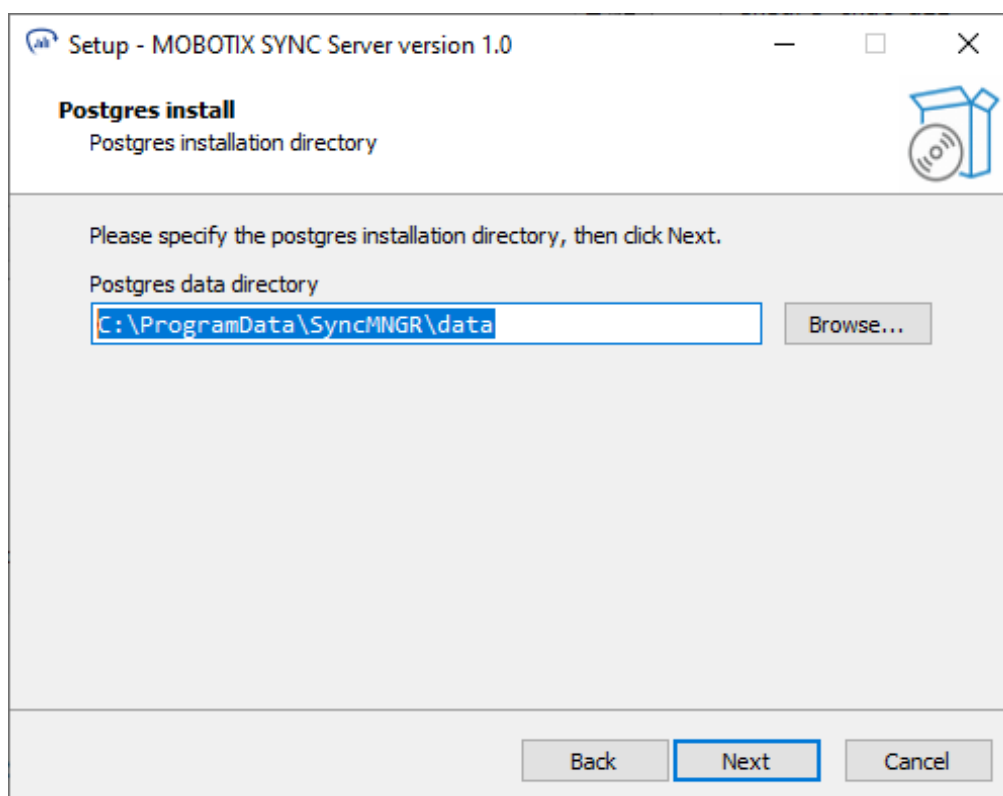 Setup - MOBOTIX SYNC Server version 1.0
Postgres install
Postgres installation directory
Please specify the postgres installation directory, then click Next.
Postgres data directory
C:\ProgramData\SyncMNGR\data
Browse...
Back
Next
Cancel